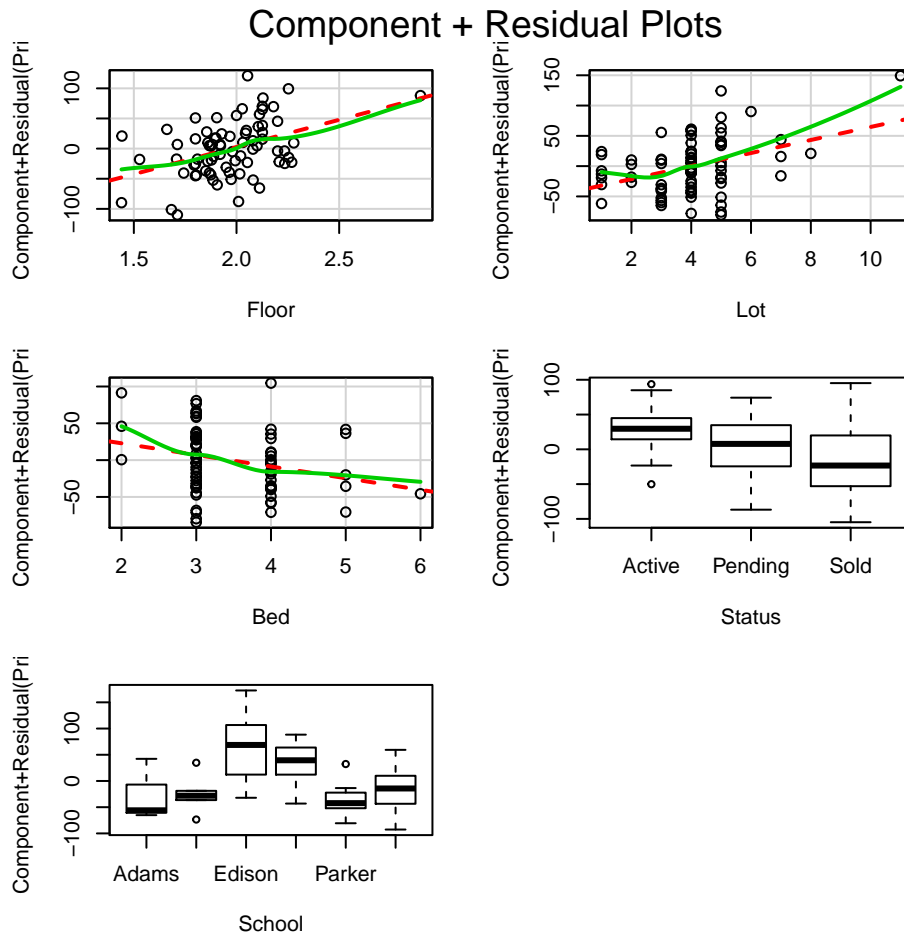 Component + Residual Plots
Component+Residual(Pri
−100 0 100
1.5 2.0 2.5
Floor
Component+Residual(Pri
−50 50 150
2 4 6 8 10
Lot
Component+Residual(Pri
−50 50
2 3 4 5 6
Bed
Component+Residual(Pri
−100 0 100
Active Pending Sold
Status
Component+Residual(Pri
−100 0 100
Adams Edison Parker
School